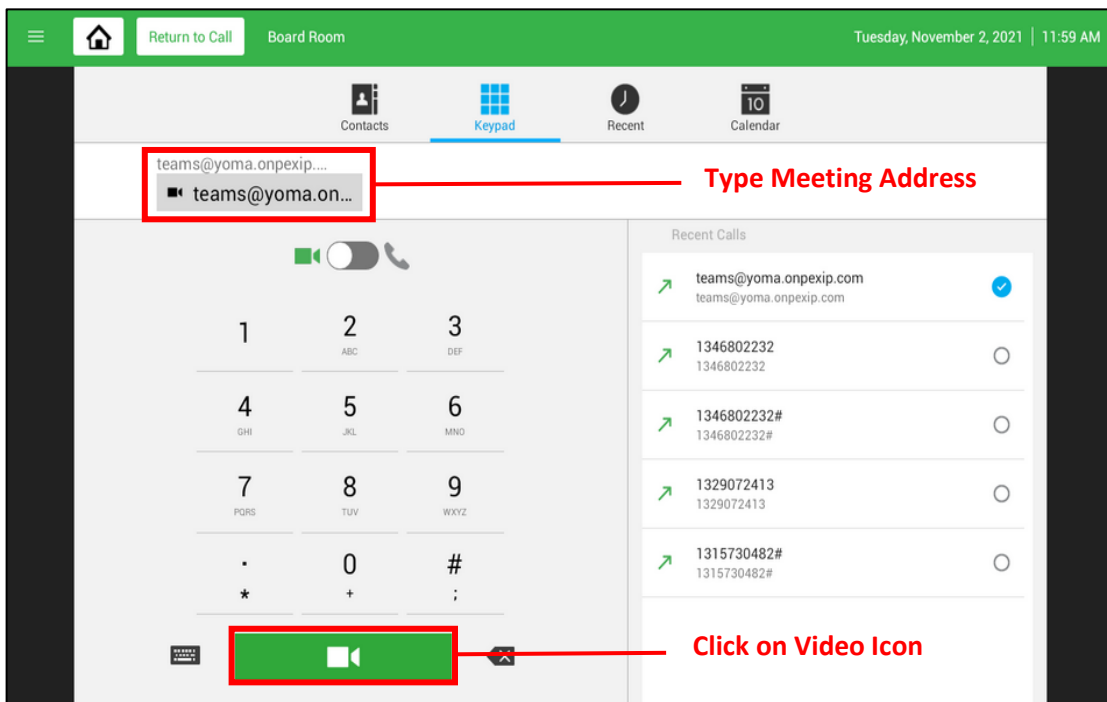 Return to Call Board Room Tuesday, November 2, 2021 | 11:59 AM
10
Contacts Keypad Recent Calendar
teams@yoma.onpexip....
teams@yoma.on...
Type Meeting Address
Recent Calls
teams@yoma.onpexip.com
teams@yoma.onpexip.com
1346802232
1346802232
1346802232#
1346802232#
1329072413
1329072413
1315730482#
1315730482#
1 2 3
ABC DEF
4 5 6
GHI JKL MNO
7 8 9
PQRS TUV WXYZ
. 0 #
* + ;
Click on Video Icon